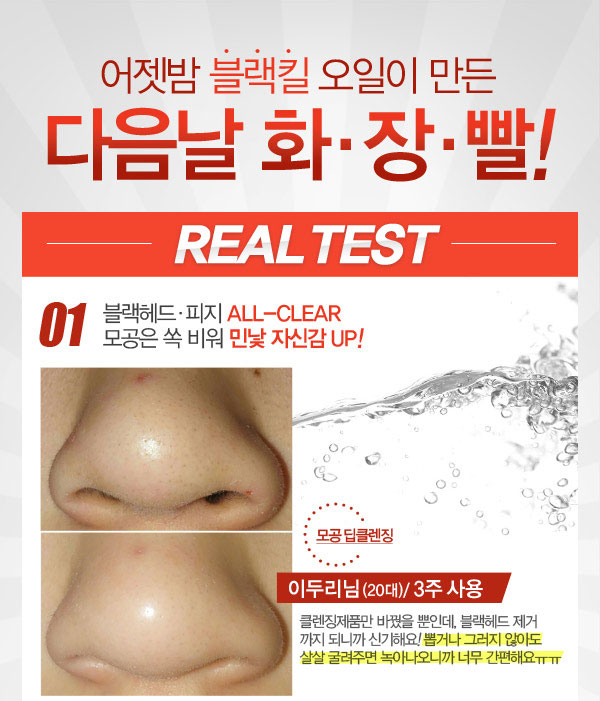 어젯밤 블랙킬 오일이 만든
다음날 화·장·빨!
REAL TEST
01 블랙헤드·피지 ALL-CLEAR
모공은 쏙 비워 민낯 자신감 UP!
모공 딥클렌징
이두리님(20대)/ 3주 사용
클렌징제품만 바꿨을 뿐인데, 블랙헤드 제거
까지 되니까 신기해요! 뽑거나 그러지 않아도
살살 굴려주면 녹아나오니까 너무 간편해요ㅠㅠ